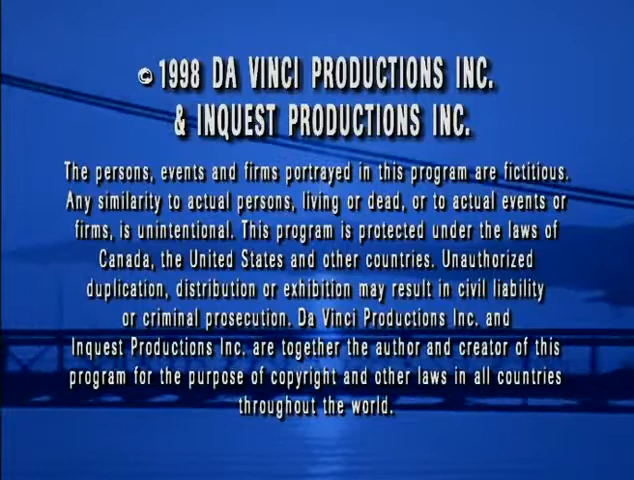 © 1998 DA VINCI PRODUCTIONS INC.
& INQUEST PRODUCTIONS INC.
The persons, events and firms portrayed in this program are fictitious.
Any similarity to actual persons, living or dead, or to actual events or
firms, is unintentional. This program is protected under the laws of
Canada, the United States and other countries. Unauthorized
duplication, distribution or exhibition may result in civil liability
or criminal prosecution. Da Vinci Productions Inc. and
Inquest Productions Inc. are together the author and creator of this
program for the purpose of copyright and other laws in all countries
throughout the world.